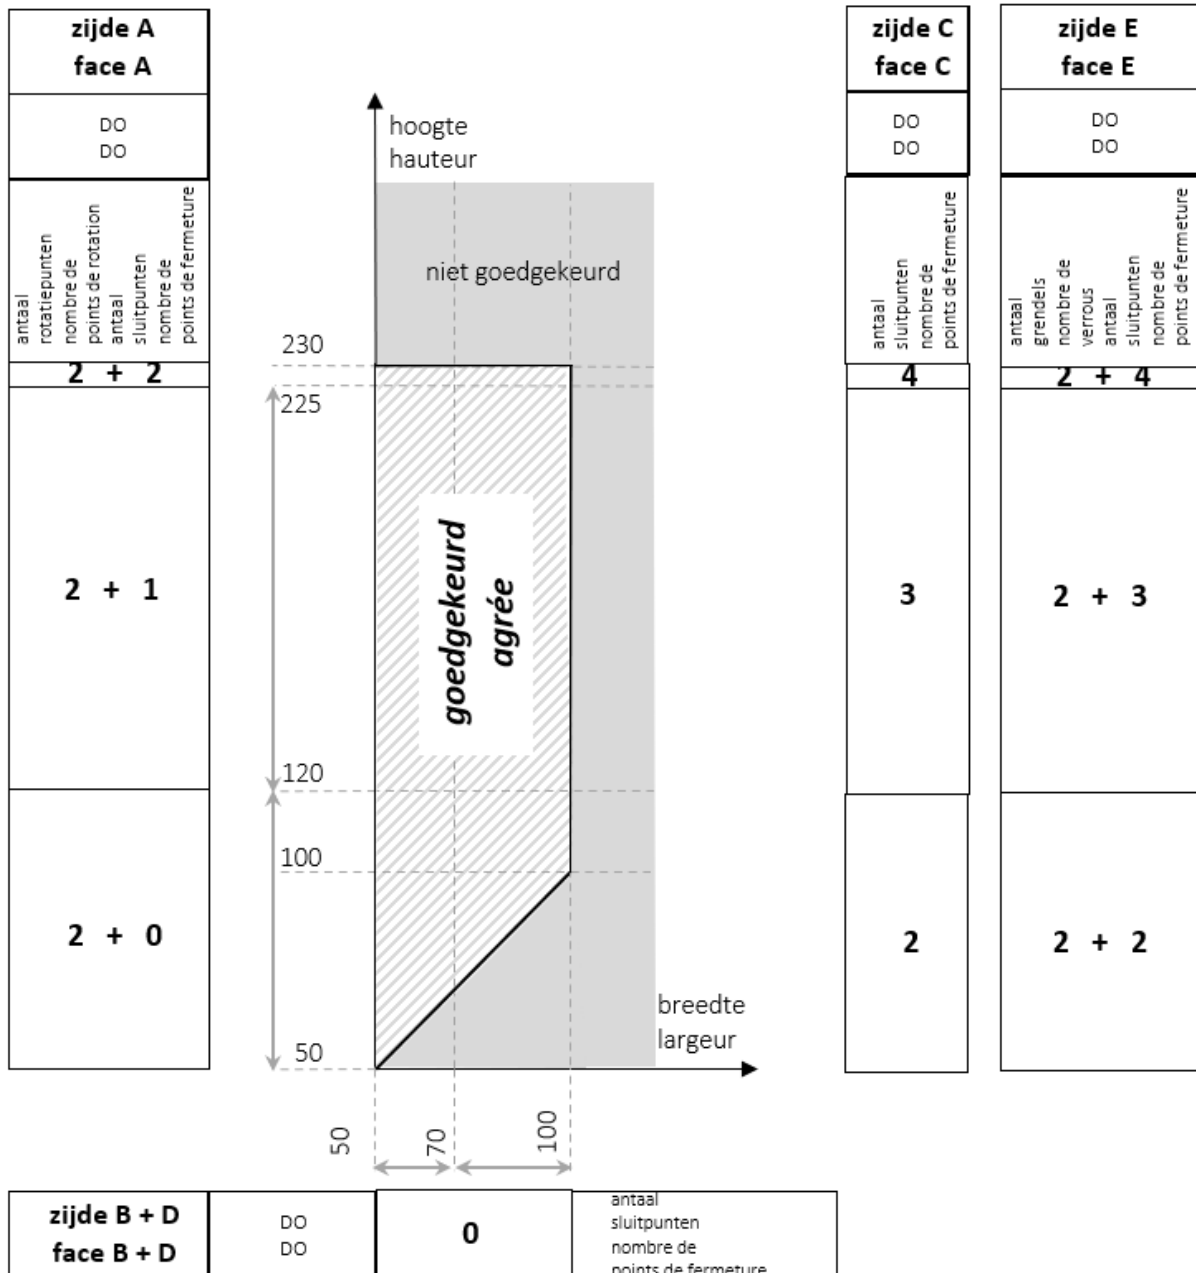 zijde A
face A
DO
DO
antaal
rotatiepunten
nombre de
points de rotation
antaal
sluitpunten
nombre de
points de fermeture
2 + 2
2 + 1
2 + 0
hoogte
hauteur
niet goedgekeurd
230
225
120
100
50
goedgekeurd
agrée
breedte
largeur
50
70
100
zijde C
face C
DO
DO
antaal
sluitpunten
nombre de
points de fermeture
4
3
2
zijde E
face E
DO
DO
antaal
grendels
nombre de
verrous
antaal
sluitpunten
nombre de
points de fermeture
2 + 4
2 + 3
2 + 2
zijde B + D
face B + D
DO
DO
0
antaal
sluitpunten
nombre de
points de fermeture